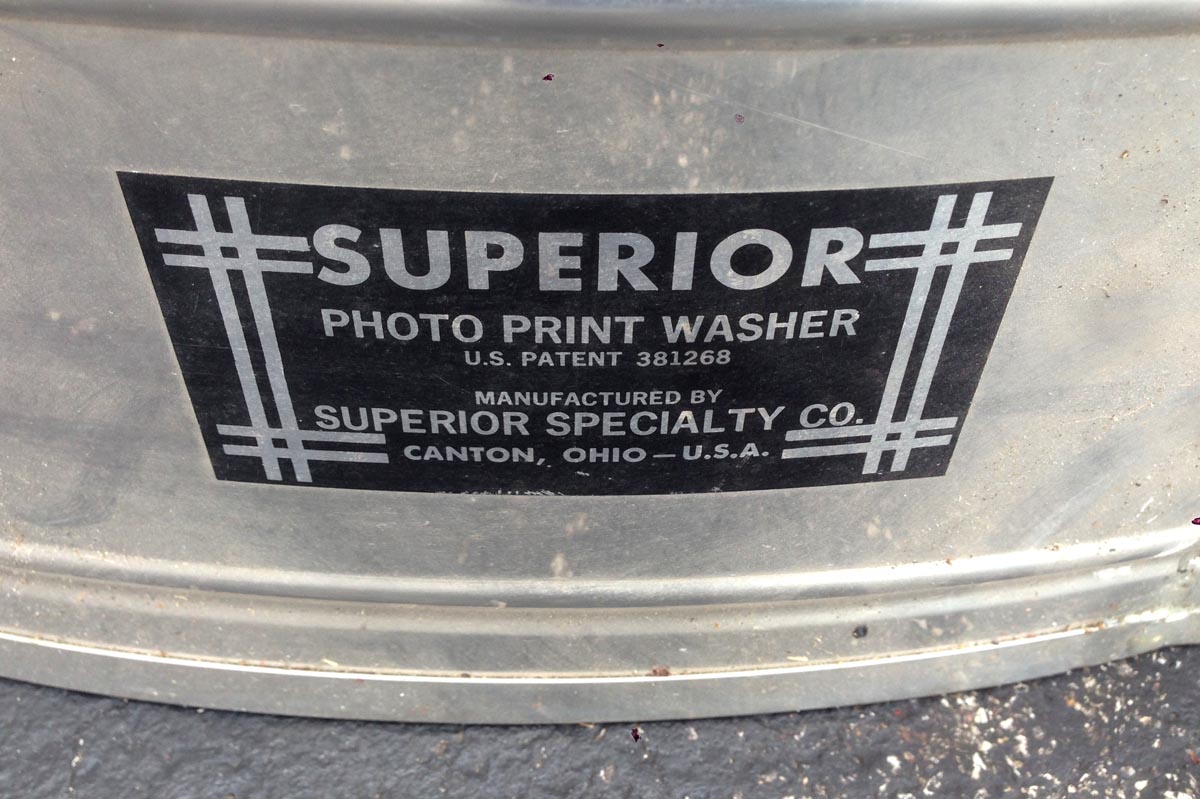 SUPERIOR
PHOTO PRINT WASHER
U.S. PATENT 381268
MANUFACTURED BY
SUPERIOR SPECIALTY CO.
CANTON, OHIO — U.S.A.